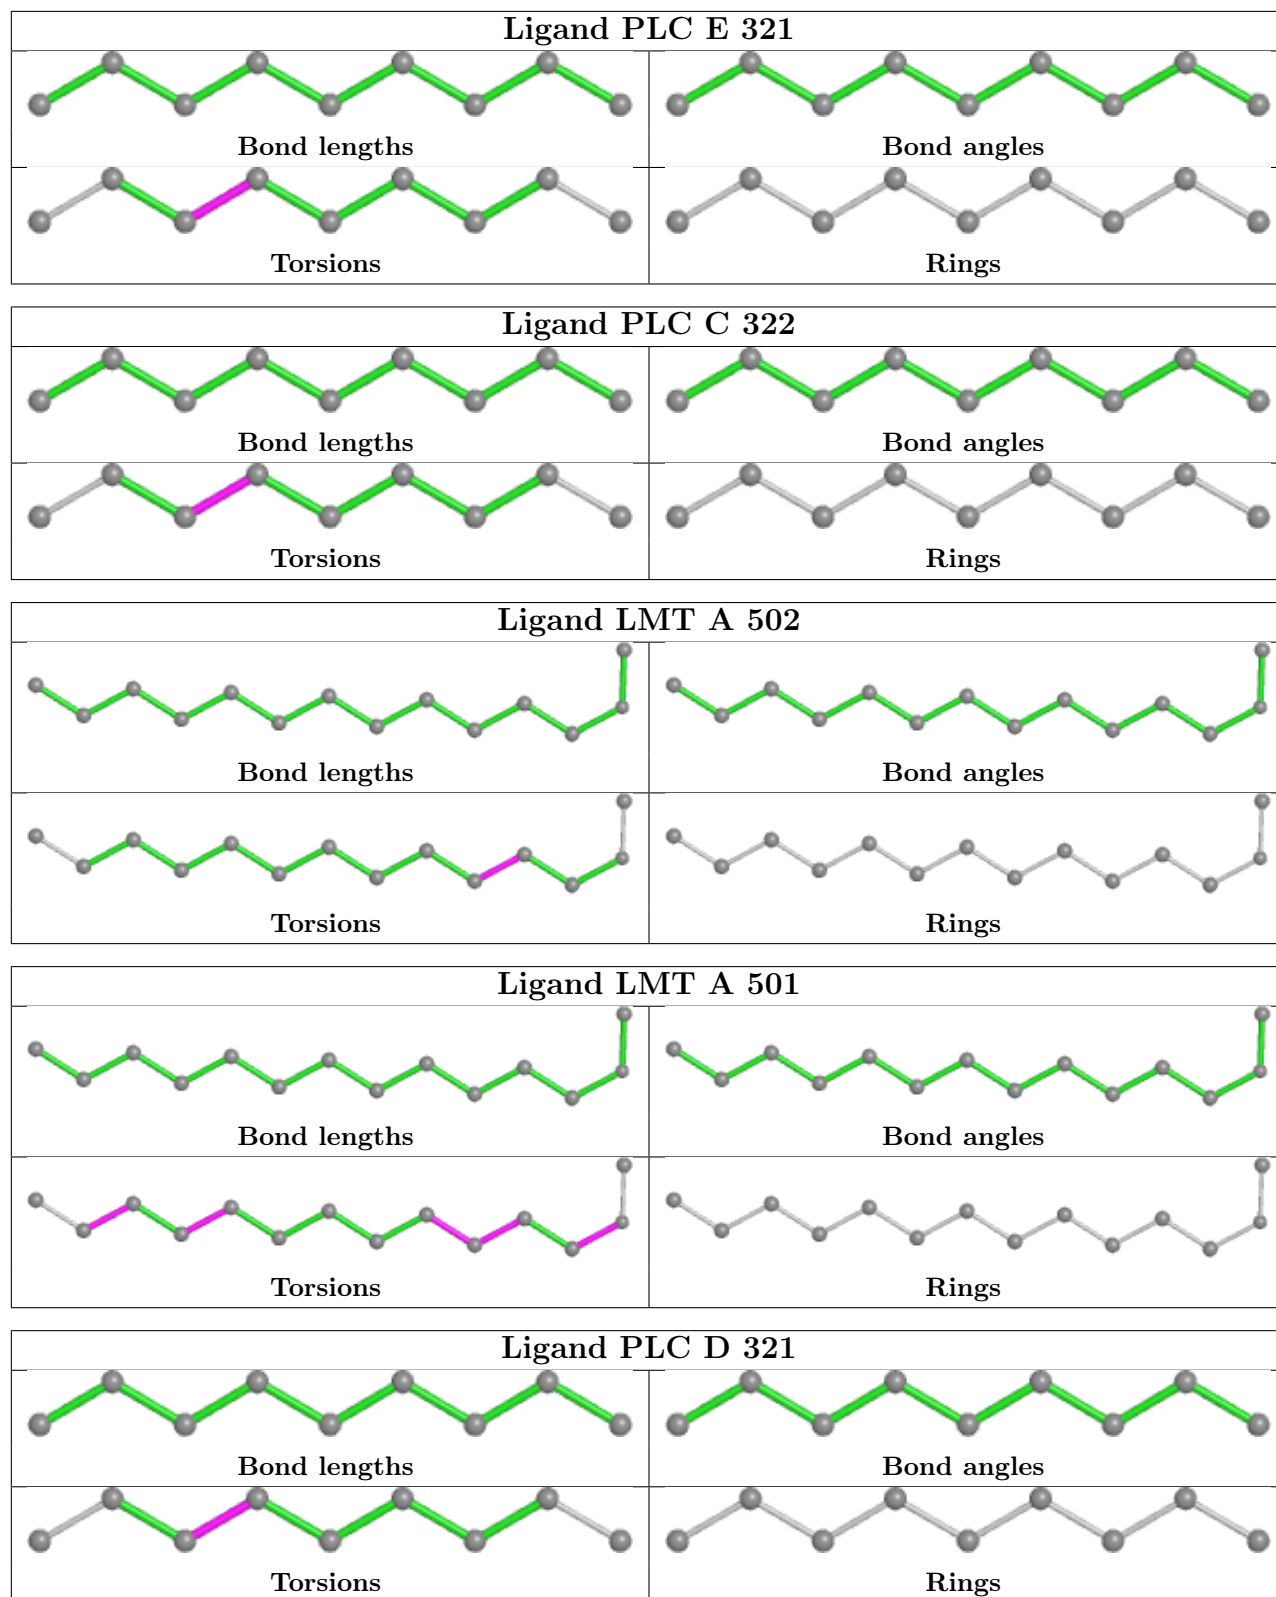 Ligand PLC E 321
Bond lengths Bond angles
Torsions Rings
Ligand PLC C 322
Bond lengths Bond angles
Torsions Rings
Ligand LMT A 502
Bond lengths Bond angles
Torsions Rings
Ligand LMT A 501
Bond lengths Bond angles
Torsions Rings
Ligand PLC D 321
Bond lengths Bond angles
Torsions Rings